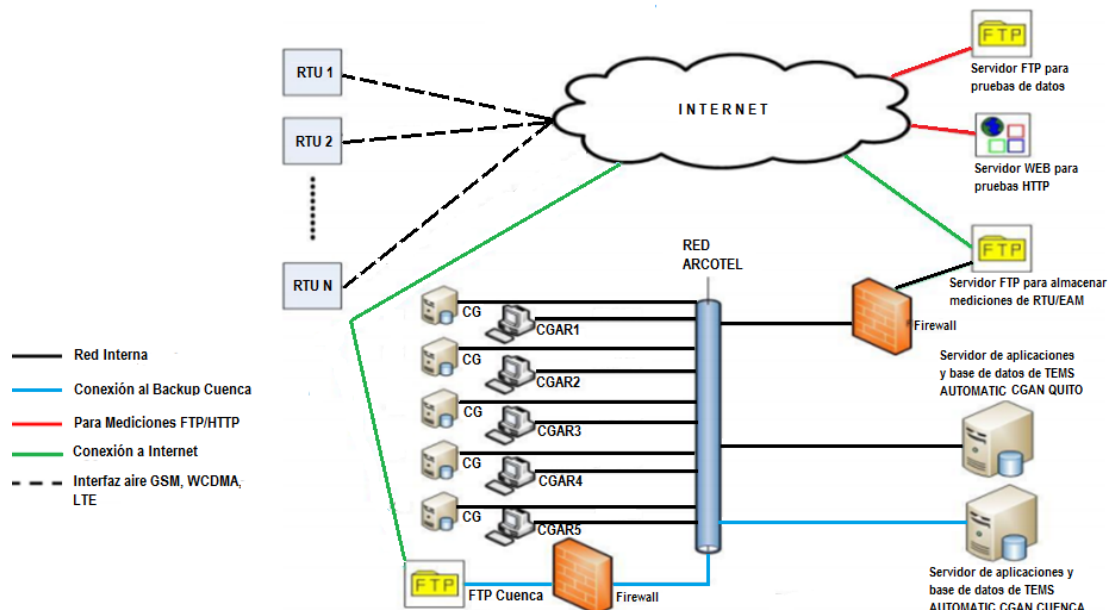 FTP
Servidor FTP para
pruebas de datos
RTU 1
INTERNET
RTU 2
Servidor WEB para
pruebas HTTP
RTU N
RED
ARCOTEL
FTP
Servidor FTP para almacenar
mediciones de RTU/EAM
Firewall
CG
CGAR1
CG
CGAR2
CG
CGAR3
CG
CGAR4
CG
CGAR5
Red Interna
Conexión al Backup Cuenca
Para Mediciones FTP/HTTP
Conexión a Internet
Interfaz aire GSM, WCDMA,
LTE
Servidor de aplicaciones
y base de datos de TEMS
AUTOMATIC CGAN QUITO
FTP
FTP Cuenca
Firewall
Servidor de aplicaciones y
base de datos de TEMS
AUTOMATIC CGAN CUENCA